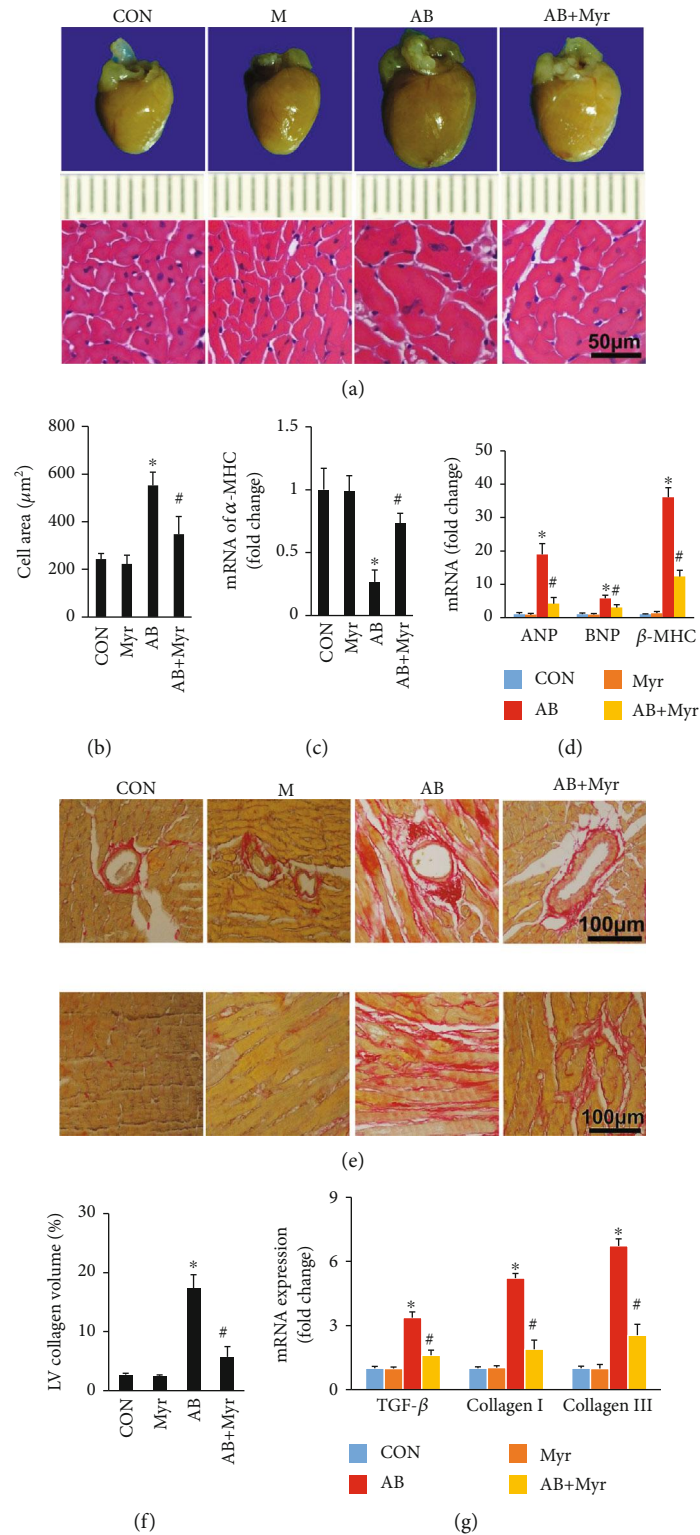 CON M AB AB+Myr
50μm
(a)
800
600
400
200
0
Cell area (μm²)
CON
Myr
AB
AB+Myr
*
#
(b)
1.5
1
0.5
0
mRNA of α-MHC
(fold change)
CON
Myr
AB
AB+Myr
*
#
(c)
50
40
30
20
10
0
mRNA (fold change)
*
#
*
#
*
#
ANP BNP β-MHC
CON Myr
AB AB+Myr
(d)
CON M AB AB+Myr
100μm
100μm
(e)
30
20
10
0
LV collagen volume (%)
CON
Myr
AB
AB+Myr
*
#
(f)
9
6
3
0
mRNA expression
(fold change)
*
#
*
#
*
#
TGF-β Collagen I Collagen III
CON Myr
AB AB+Myr
(g)